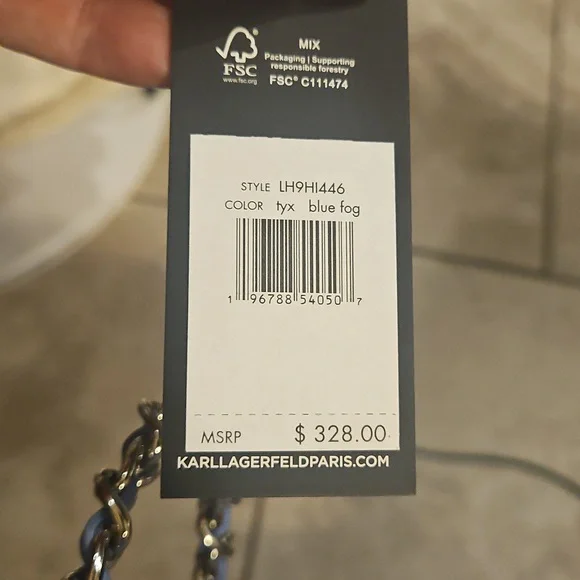 FSC
www.fsc.org
MIX
Packaging | Supporting
responsible forestry
FSC® C111474
STYLE LH9HI446
COLOR tyx blue fog
1 96788 54050 7
MSRP $ 328.00
KARLLAGERFELDPARIS.COM